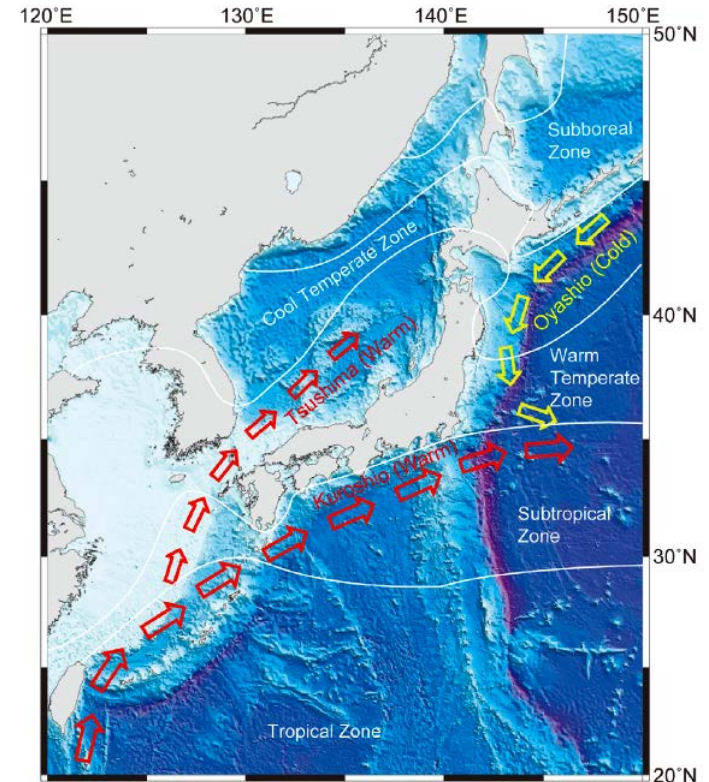 120˚E
130˚E
140˚E
150˚E
50˚N
Subboreal
Zone
Cool Temperate Zone
Oyashio (Cold)
40˚N
Tsushima (Warm)
Warm
Temperate
Zone
Kuroshio (Warm)
Subtropical
Zone
30˚N
Tropical Zone
20˚N